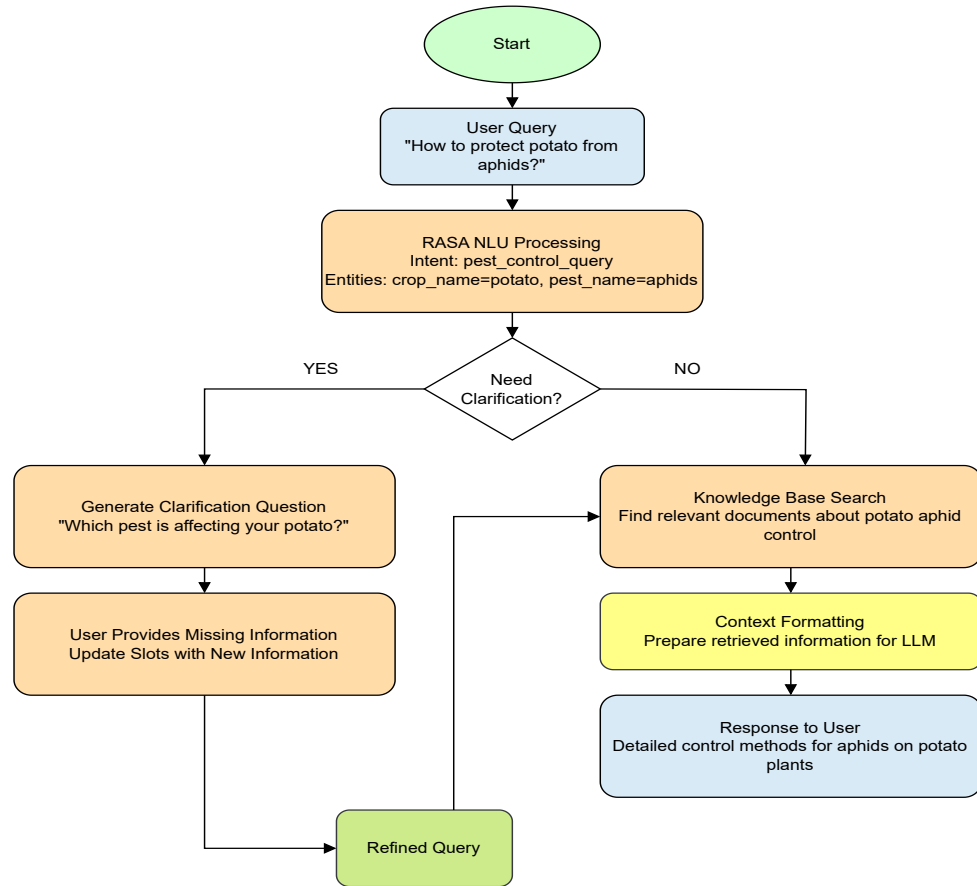 Start
User Query
"How to protect potato from
aphids?"
RASA NLU Processing
Intent: pest_control_query
Entities: crop_name=potato, pest_name=aphids
Need
Clarification?
YES
NO
Generate Clarification Question
"Which pest is affecting your potato?"
User Provides Missing Information
Update Slots with New Information
Refined Query
Knowledge Base Search
Find relevant documents about potato aphid
control
Context Formatting
Prepare retrieved information for LLM
Response to User
Detailed control methods for aphids on potato
plants